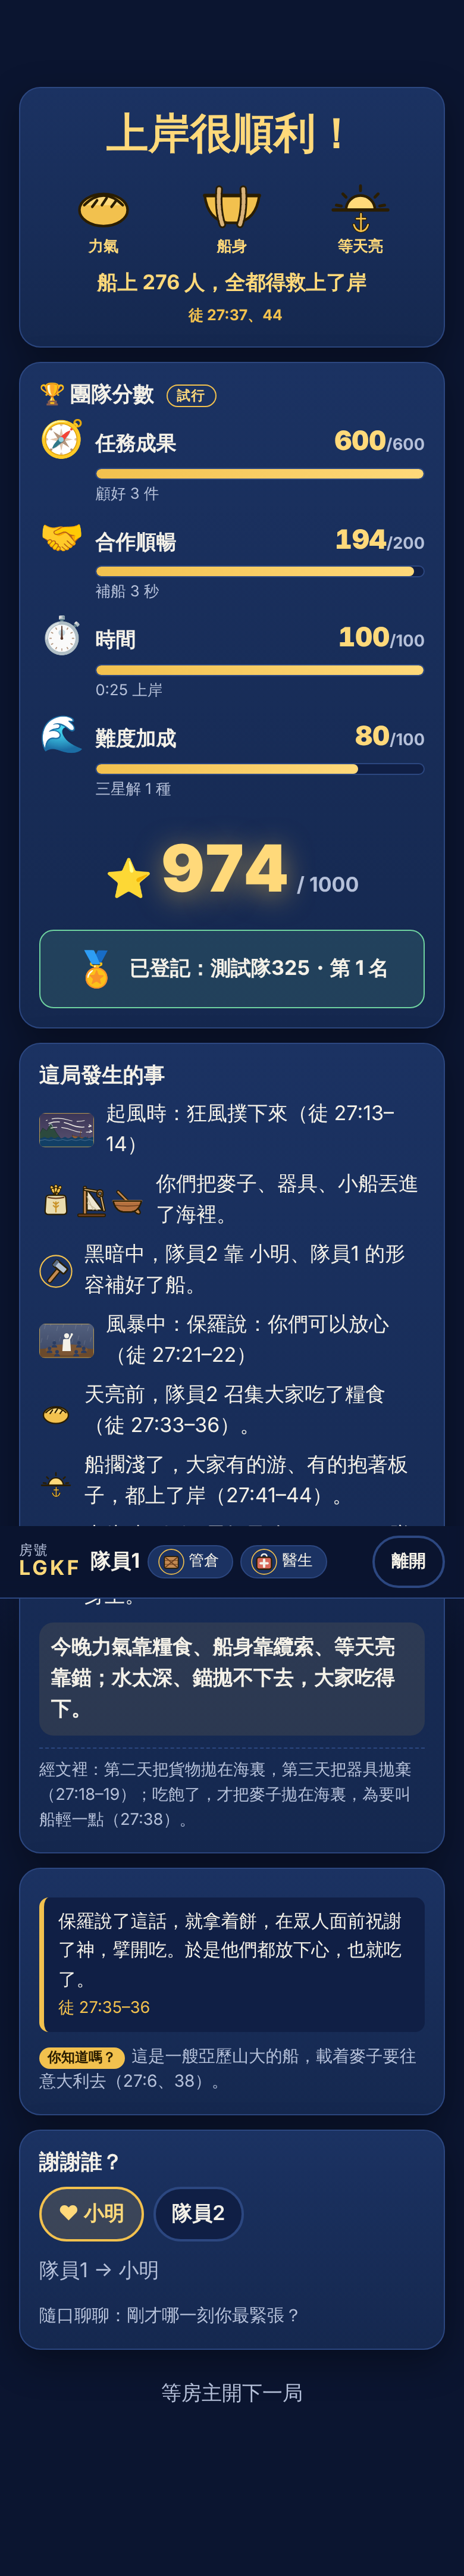 上岸很順利！
力氣
船身
等天亮
船上 276 人，全都得救上了岸
徒 27:37、44
團隊分數 試行
任務成果 600/600
顧好 3 件
合作順暢 194/200
補船 3 秒
時間 100/100
0:25 上岸
難度加成 80/100
三星解 1 種
974 / 1000
已登記：測試隊325・第 1 名
這局發生的事
起風時：狂風撲下來（徒 27:13–
14）
你們把麥子、器具、小船丟進
了海裡。
黑暗中，隊員2 靠 小明、隊員1 的形
容補好了船。
風暴中：保羅說：你們可以放心
（徒 27:21–22）
天亮前，隊員2 召集大家吃了糧食
（徒 27:33–36）。
船擱淺了，大家有的游、有的抱著板
子，都上了岸（27:41–44）。
房號
LGKF 隊員1 管倉 醫生 離開
身上。
今晚力氣靠糧食、船身靠纜索、等天亮
靠錨；水太深、錨拋不下去，大家吃得
下。
經文裡：第二天把貨物拋在海裏，第三天把器具拋棄
（27:18–19）；吃飽了，才把麥子拋在海裏，為要叫
船輕一點（27:38）。
保羅說了這話，就拿着餅，在眾人面前祝謝
了神，擘開吃。於是他們都放下心，也就吃
了。
徒 27:35–36
你知道嗎？ 這是一艘亞歷山大的船，載着麥子要往
意大利去（27:6、38）。
謝謝誰？
小明 隊員2
隊員1 → 小明
隨口聊聊：剛才哪一刻你最緊張？
等房主開下一局